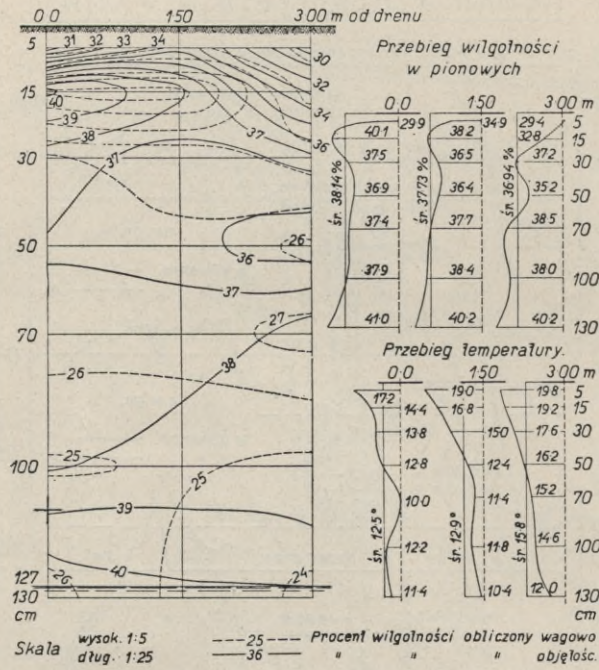 0 0 150 3 00 m od drenu
5 31 32 33 34 30
32
15 40 34
39 36
38 37
30 37
50 26
36
37
70 27
38
26
25
100 25
39
40
127 26 24
130
cm
Przebieg wilgotności
w pionowych
0 0 1 50 3 00 m
29.9 34.9 29.4 5
40.1 38.2 32.8 15
37.5 36.5 37.2 30
śr. 38.14 % śr. 37.73 % śr. 36.94 %
36.9 36.4 35.2 50
37.4 37.7 38.5 70
37.9 38.4 38.0 100
41.0 40.2 40.2 130
Przebieg temperatury.
0 0 1 50 3 00 m
17.2 19.0 19.8 5
14.4 16.8 19.2 15
13.8 15.0 17.6 30
12.8 12.4 16.2 50
10.0 11.4 15.2 70
śr. 12.5° śr. 12.9° śr. 15.8°
12.2 11.8 14.6 100
11.4 10.4 12.0 130
cm
Skala wysok. 1:5 25 Procent wilgotności obliczony wagowo
dług. 1:25 36 " " " objętośc.